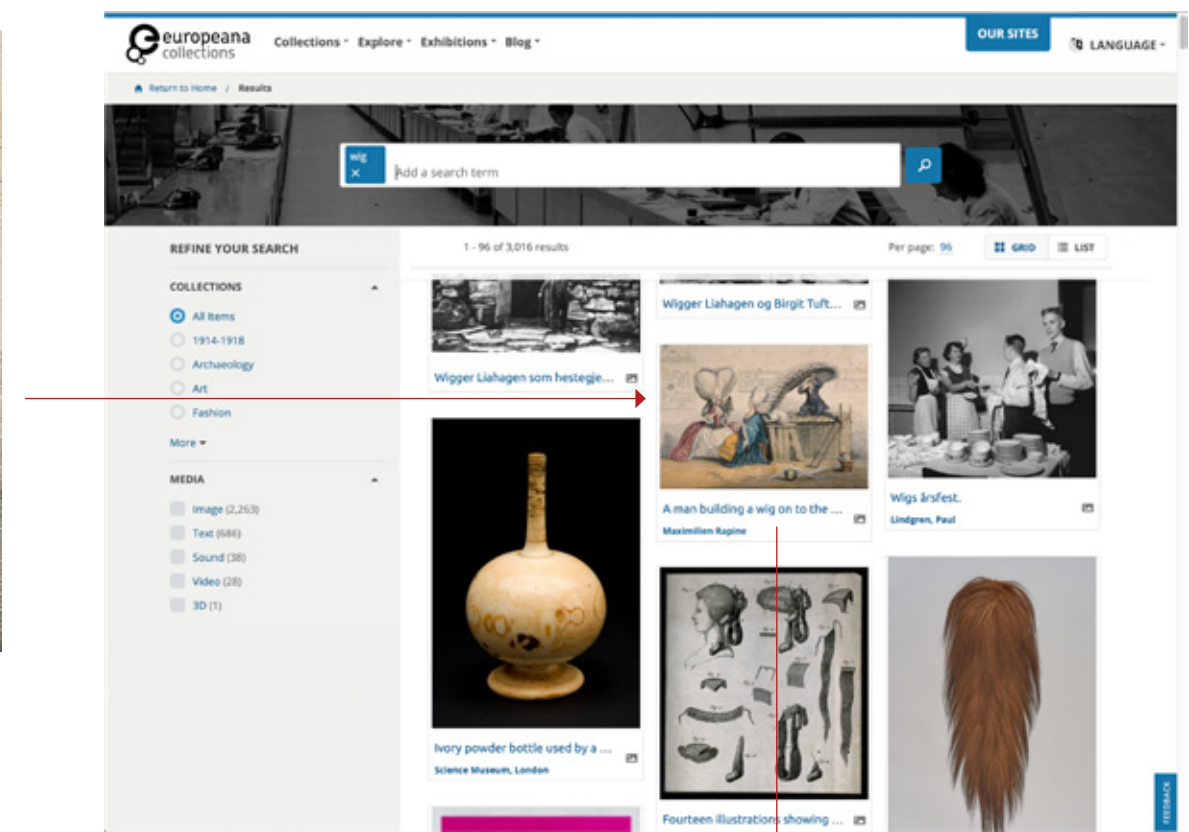 europeana
collections
Collections Explore Exhibitions Blog
OUR SITES
LANGUAGE
Return to Home / Results
wig
×
Add a search term
REFINE YOUR SEARCH
1 - 96 of 3,016 results
Per page: 96
GRID
LIST
COLLECTIONS
All Items
1914-1918
Archaeology
Art
Fashion
More
MEDIA
Image (2,263)
Text (686)
Sound (38)
Video (28)
3D (1)
Wigger Liahagen som hestegje...
Ivory powder bottle used by a ...
Science Museum, London
Wigger Liahagen og Birgit Tuft...
A man building a wig on to the ...
Maximilien Rapine
Fourteen illustrations showing ...
Wigs årsfest.
Lindgren, Paul
FEEDBACK